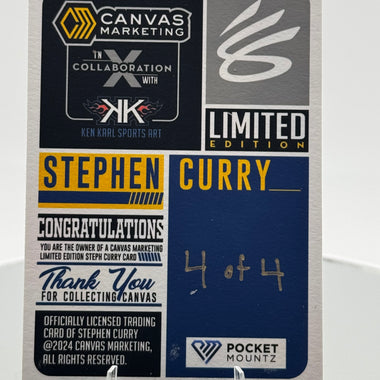 CANVAS
MARKETING
IN
COLLABORATION
X
WITH
KK
KEN KARL SPORTS ART
LIMITED
EDITION
STEPHEN CURRY__
CONGRATULATIONS
YOU ARE THE OWNER OF A CANVAS MARKETING
LIMITED EDITION STEPH CURRY CARD
Thank You
FOR COLLECTING CANVAS
4 of 4
OFFICIALLY LICENSED TRADING
CARD OF STEPHEN CURRY
@2024 CANVAS MARKETING,
ALL RIGHTS RESERVED.
POCKET
MOUNTZ